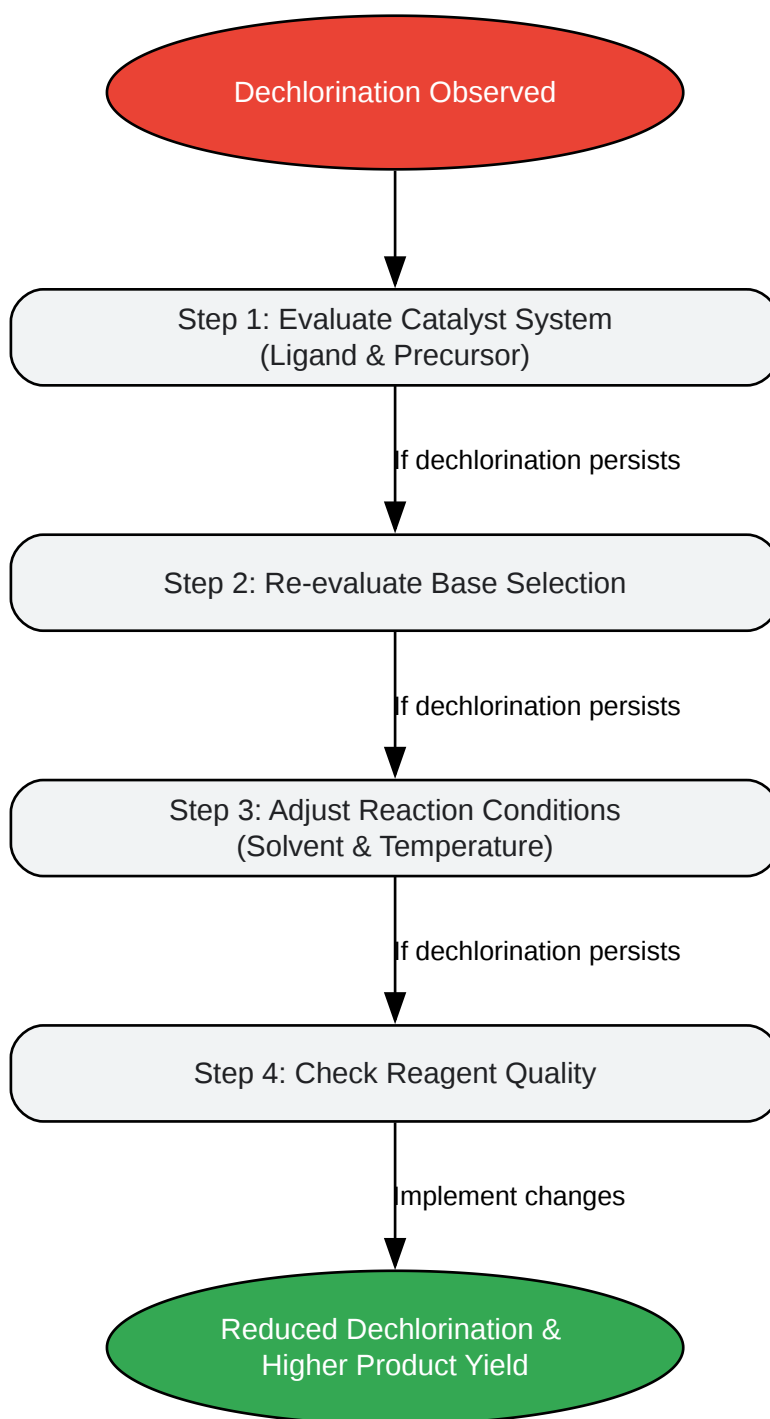 Dechlorination Observed
Step 1: Evaluate Catalyst System
(Ligand & Precursor)
If dechlorination persists
Step 2: Re-evaluate Base Selection
If dechlorination persists
Step 3: Adjust Reaction Conditions
(Solvent & Temperature)
If dechlorination persists
Step 4: Check Reagent Quality
Implement changes
Reduced Dechlorination &
Higher Product Yield